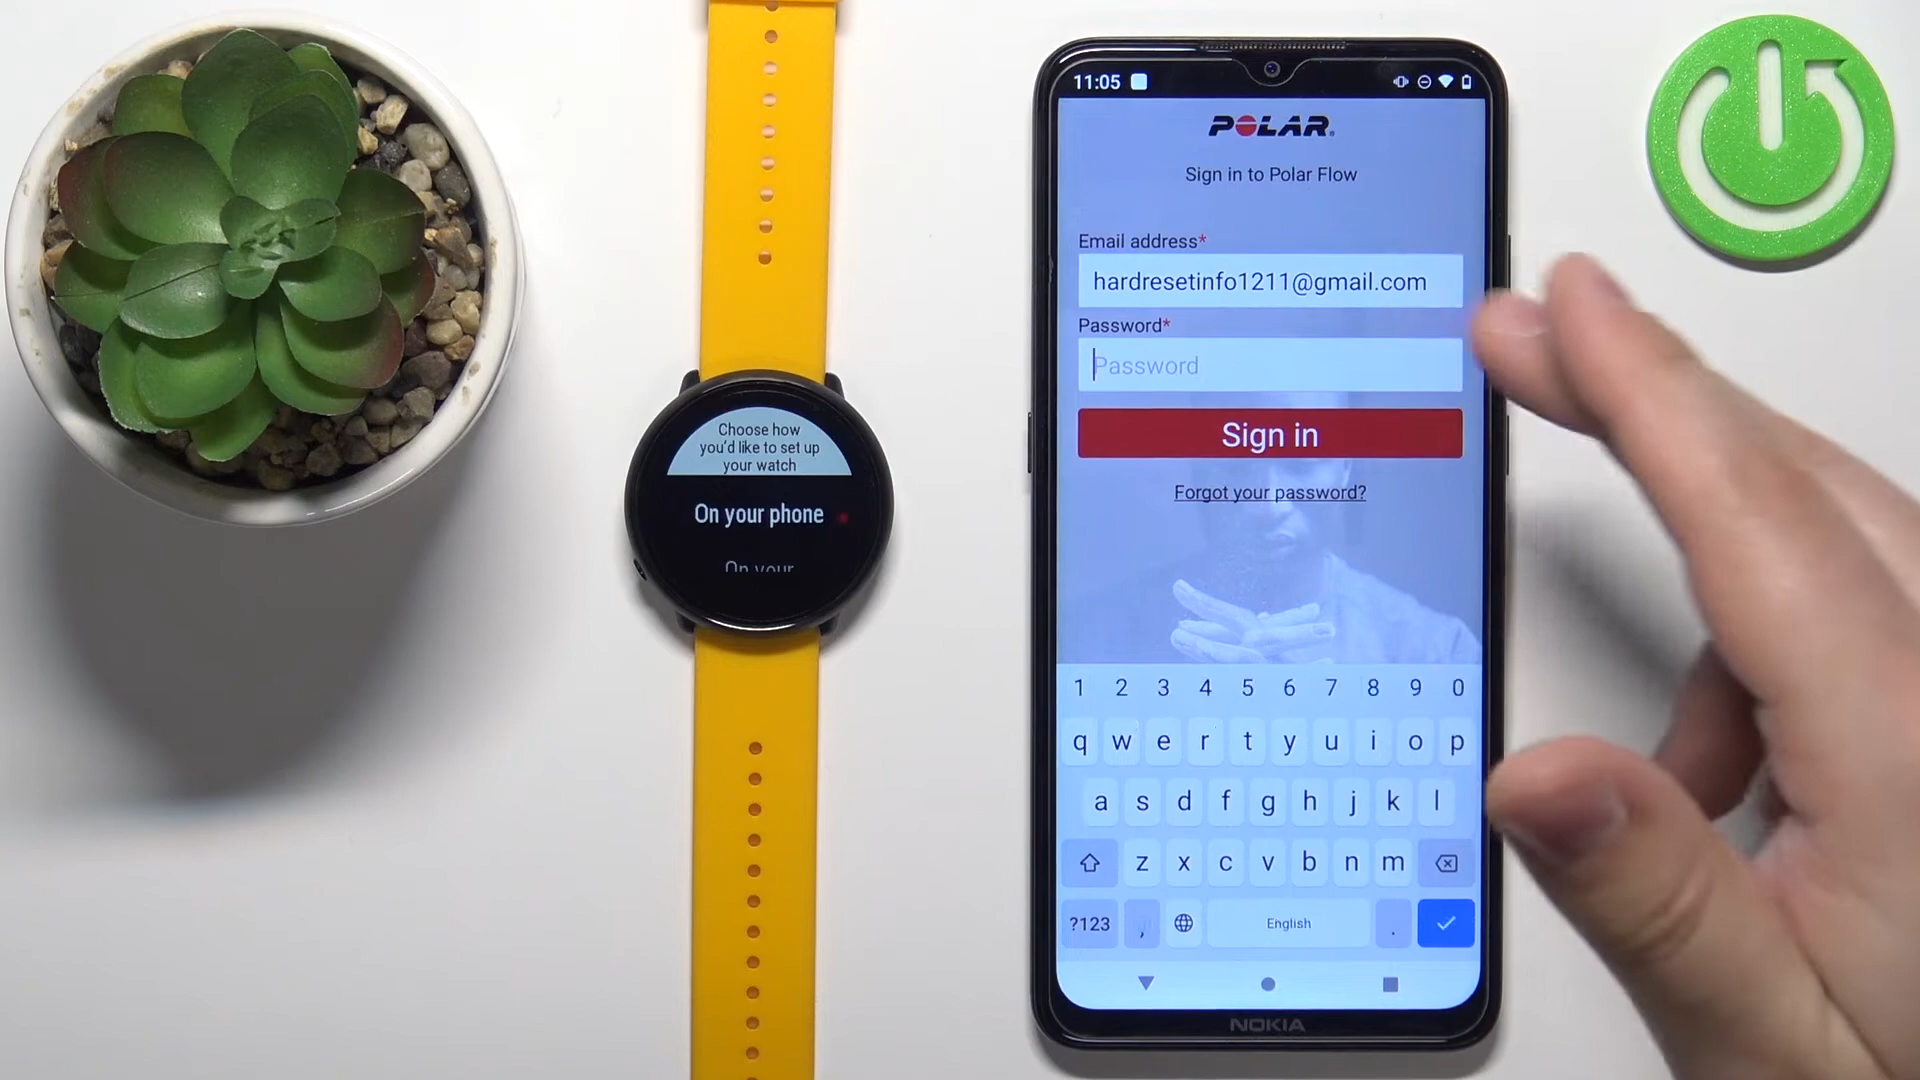 Choose how
you'd like to set up
your watch
On your phone
On your
11:05
POLAR
Sign in to Polar Flow
Email address*
hardresetinfo1211@gmail.com
Password*
Password
Sign in
Forgot your password?
1 2 3 4 5 6 7 8 9 0
q w e r t y u i o p
a s d f g h j k l
z x c v b n m
?123 , English .
NOKIA